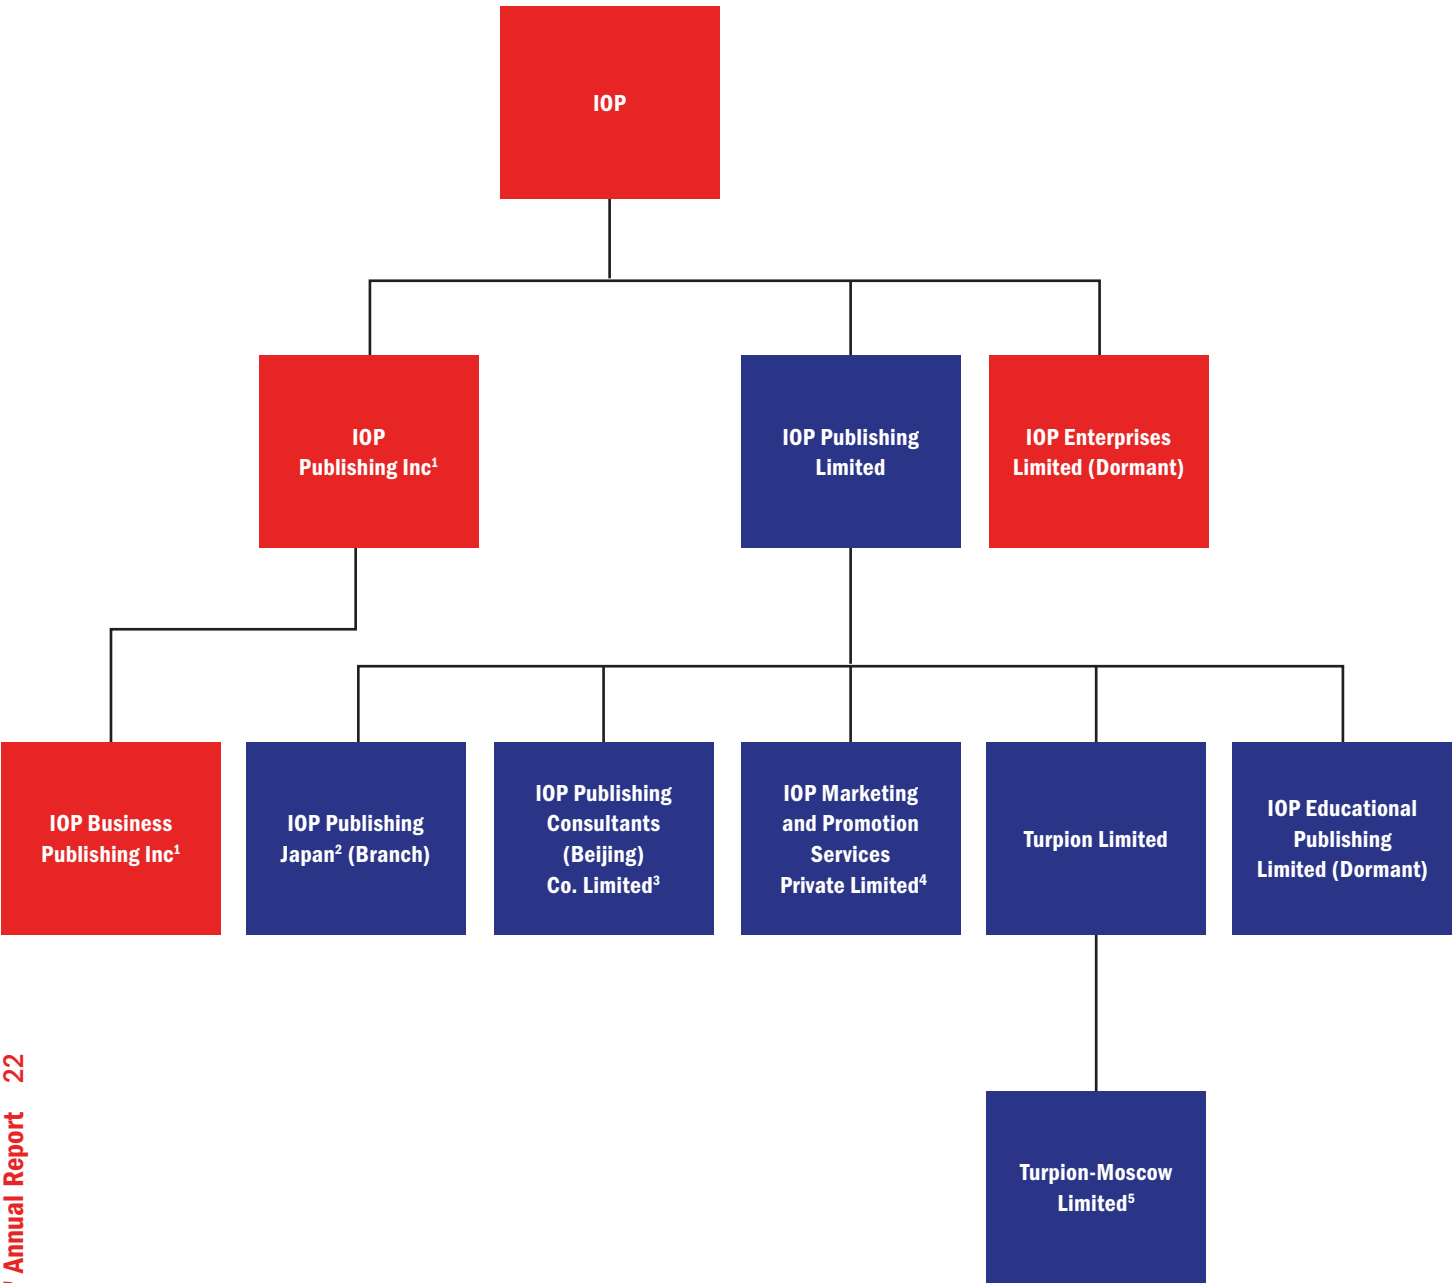 IOP
IOP
Publishing Inc¹
IOP Publishing
Limited
IOP Enterprises
Limited (Dormant)
IOP Business
Publishing Inc¹
IOP Publishing
Japan² (Branch)
IOP Publishing
Consultants
(Beijing)
Co. Limited³
IOP Marketing
and Promotion
Services
Private Limited⁴
Turpion Limited
IOP Educational
Publishing
Limited (Dormant)
Turpion-Moscow
Limited⁵
Annual Report 22